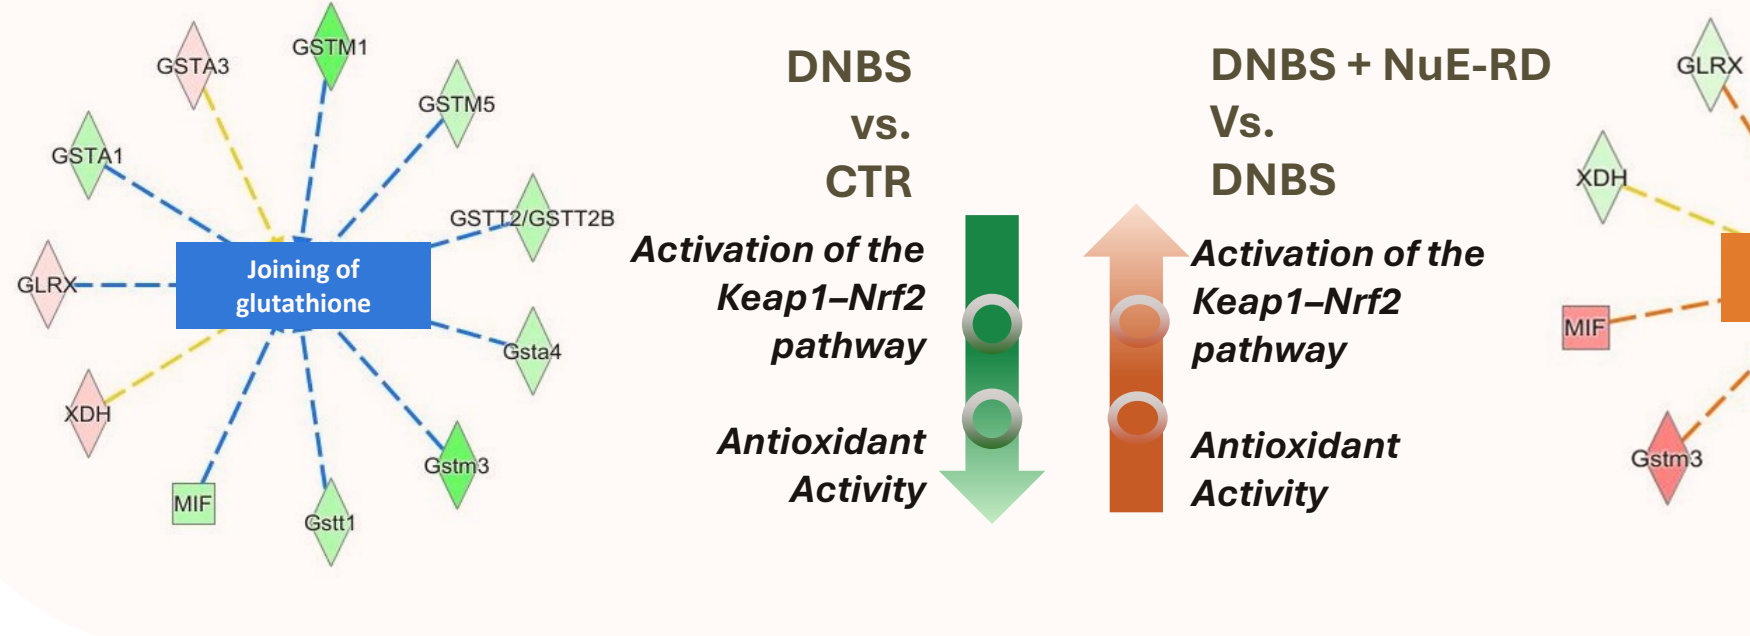 GSTA3
GSTM1
GSTM5
GSTA1
GSTT2/GSTT2B
GLRX
Joining of
glutathione
Gsta4
XDH
Gstm3
MIF
Gstt1
DNBS
vs.
CTR
Activation of the
Keap1–Nrf2
pathway
Antioxidant
Activity
DNBS + NuE-RD
Vs.
DNBS
Activation of the
Keap1–Nrf2
pathway
Antioxidant
Activity
GLRX
XDH
MIF
Gstm3